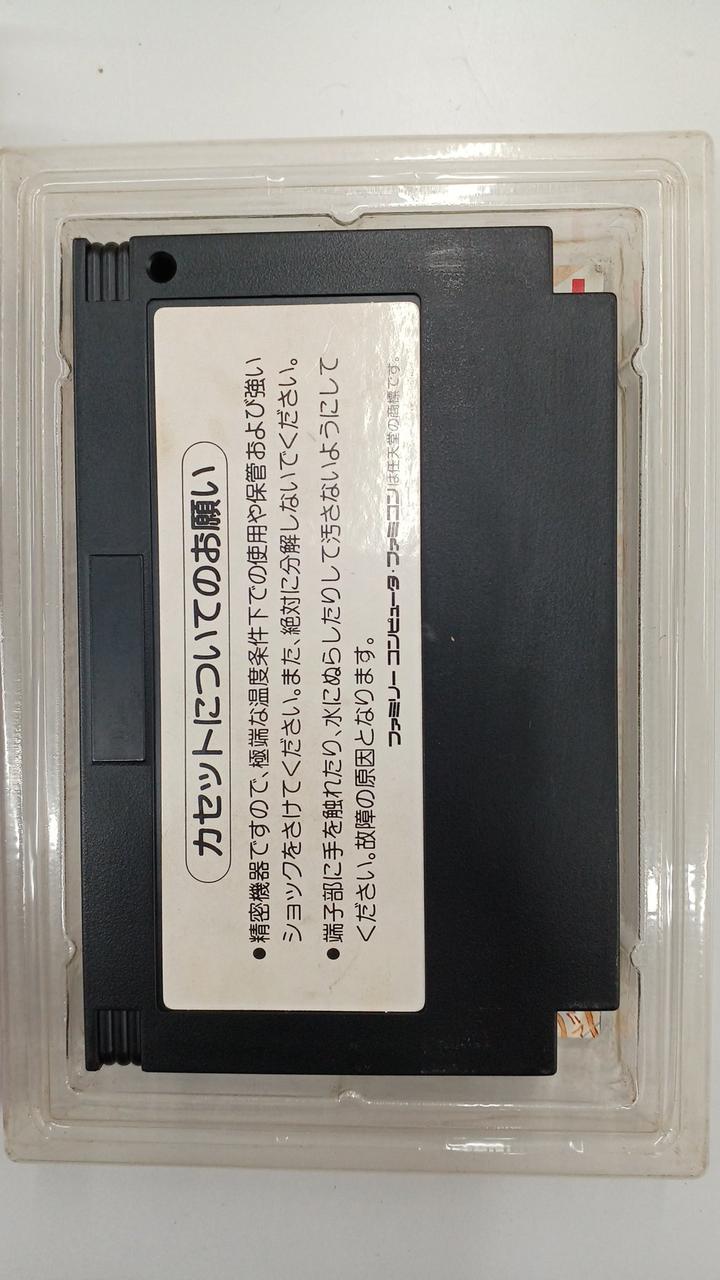 カセットについてのお願い
●精密機器ですので、極端な温度条件下での使用や保管および強い
ショックをさけてください。また、絶対に分解しないでください。
●端子部に手を触れたり、水にぬらしたりして汚さないようにして
ください。故障の原因となります。
ファミリーコンピュータ・ファミコンは任天堂の商標です。